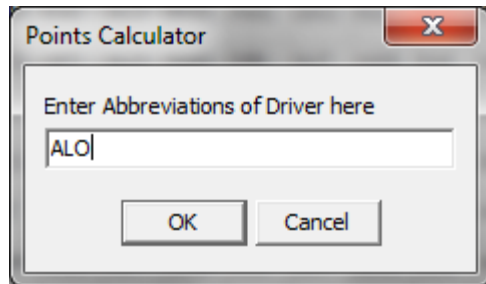 Points Calculator
Enter Abbreviations of Driver here
ALO
OK Cancel